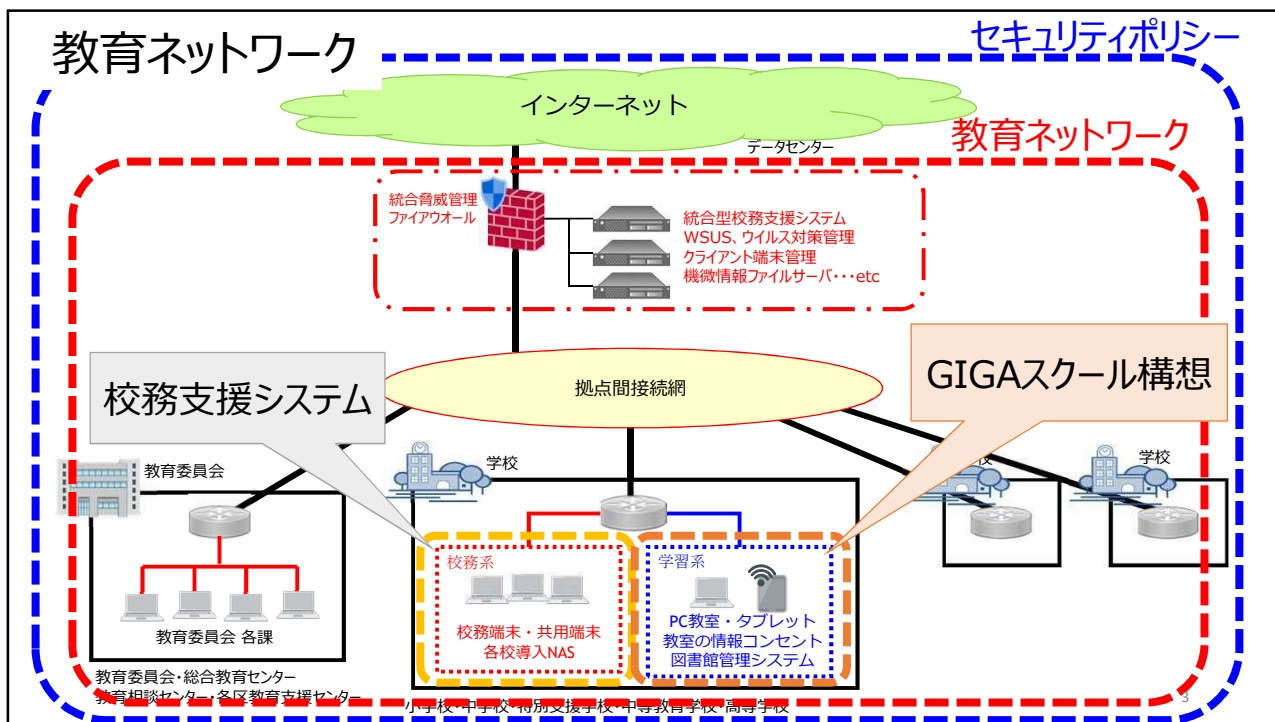 教育ネットワーク
セキュリティポリシー
インターネット
教育ネットワーク
データセンター
統合脅威管理
ファイアウオール
統合型校務支援システム
WSUS、ウイルス対策管理
クライアント端末管理
機微情報ファイルサーバ・・・etc
校務支援システム
拠点間接続網
GIGAスクール構想
教育委員会
学校
校
学校
校務系
学習系
校務端末・共用端末
各校導入NAS
PC教室・タブレット
教室の情報コンセント
図書館管理システム
教育委員会 各課
教育委員会・総合教育センター
教育相談センター・各区教育支援センター
小学校・中学校・特別支援学校・中等教育学校・高等学校
3